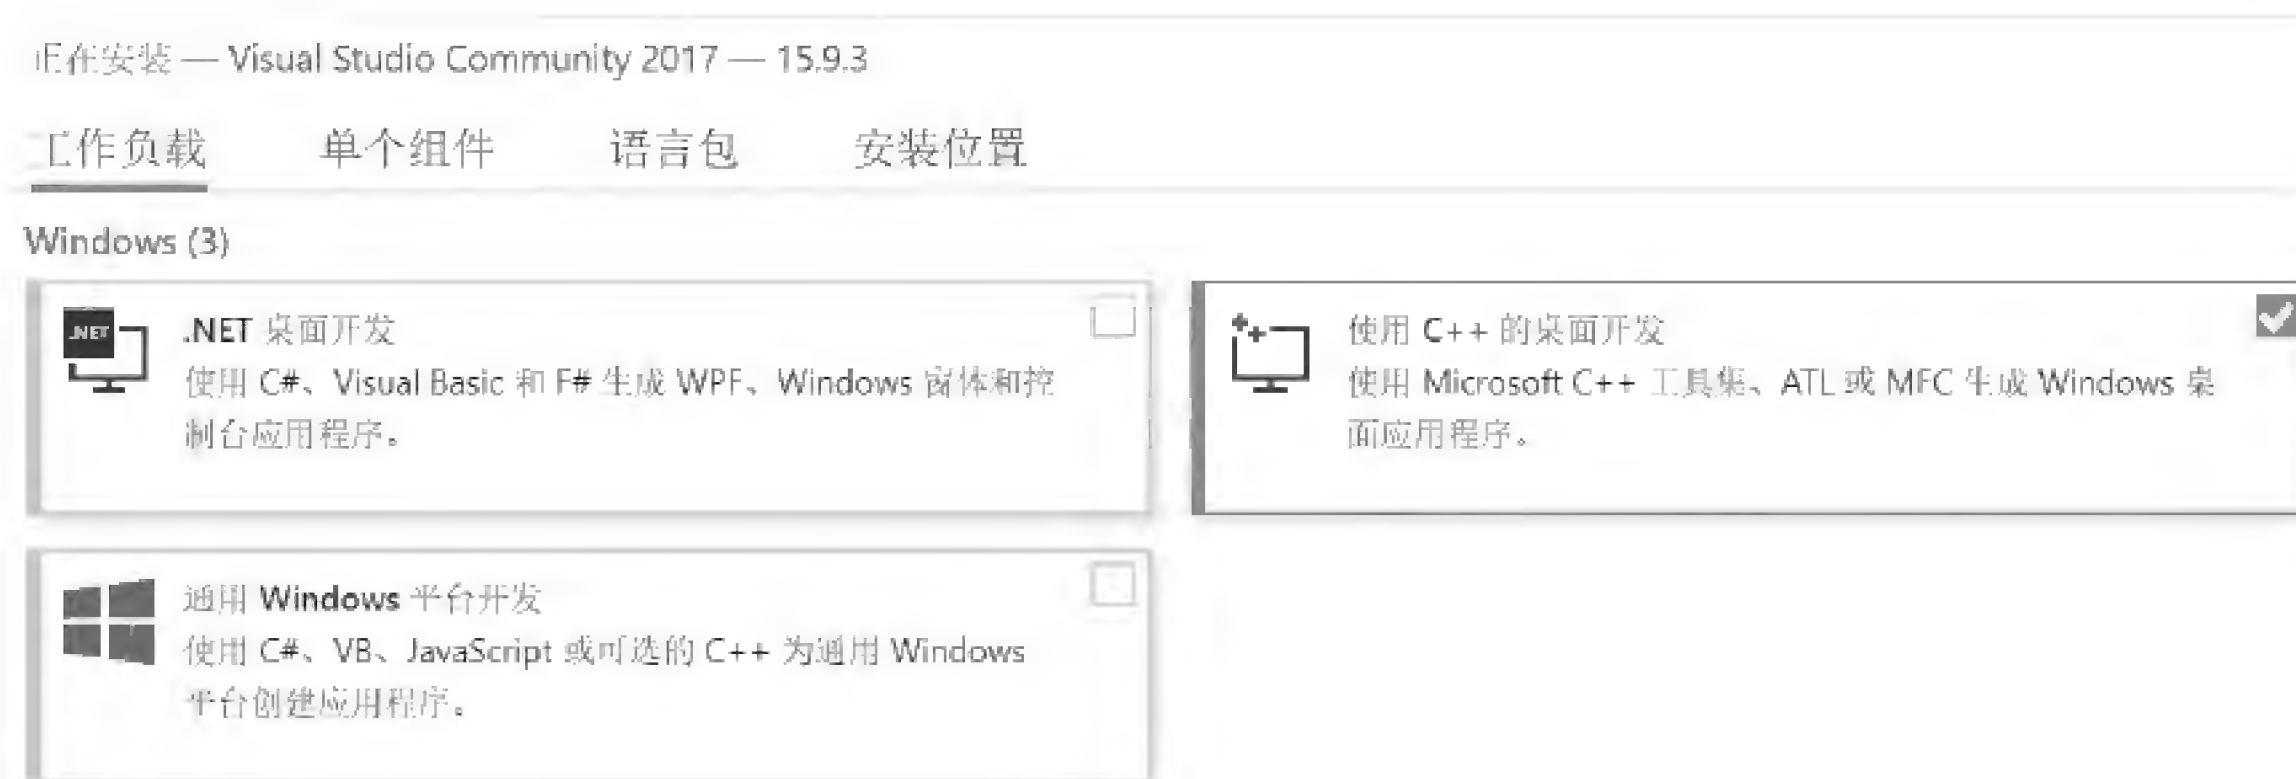 正在安装 — Visual Studio Community 2017 — 15.9.3
工作负载 单个组件 语言包 安装位置
Windows (3)
.NET
.NET 桌面开发
使用 C#、Visual Basic 和 F# 生成 WPF、Windows 窗体和控
制台应用程序。
使用 C++ 的桌面开发
使用 Microsoft C++ 工具集、ATL 或 MFC 生成 Windows 桌
面应用程序。
通用 Windows 平台开发
使用 C#、VB、JavaScript 或可选的 C++ 为通用 Windows
平台创建应用程序。